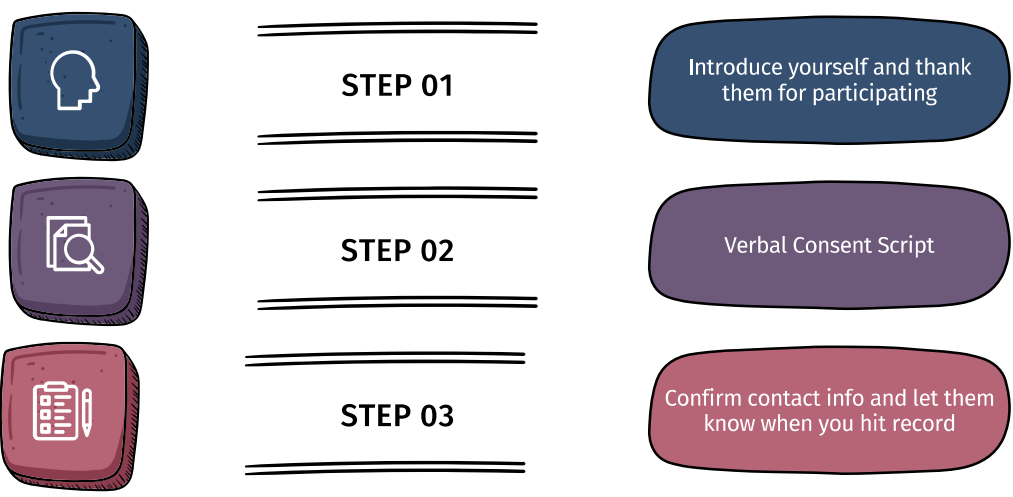 STEP 01
Introduce yourself and thank
them for participating
STEP 02
Verbal Consent Script
STEP 03
Confirm contact info and let them
know when you hit record